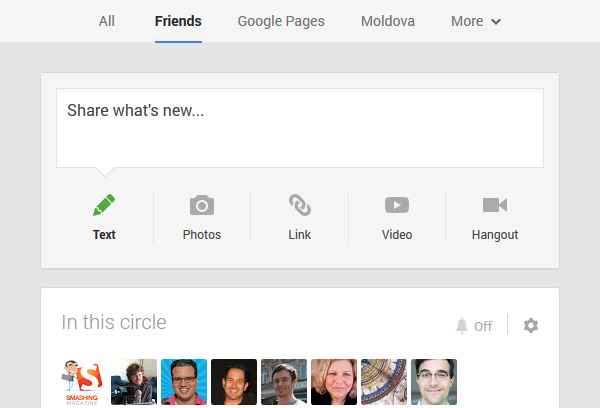 All Friends Google Pages Moldova More
Share what's new...
Text Photos Link Video Hangout
In this circle
Off
SMASHING
MAGAZINE